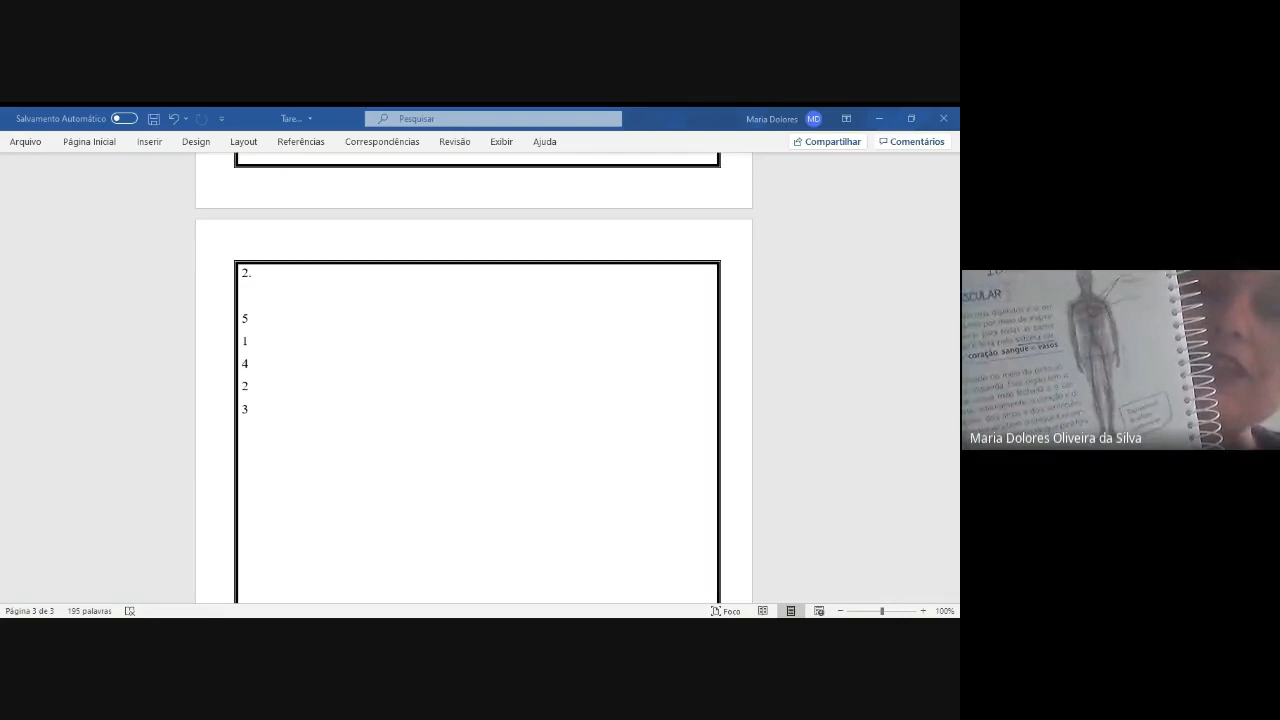 Salvamento Automático
Tare...
Pesquisar
Maria Dolores MD
Arquivo Página Inicial Inserir Design Layout Referências Correspondências Revisão Exibir Ajuda Compartilhar Comentários
2.
5
1
4
2
3
SCULAR
coração sangue e vasos
Maria Dolores Oliveira da Silva
Página 3 de 3 195 palavras Foco 100%